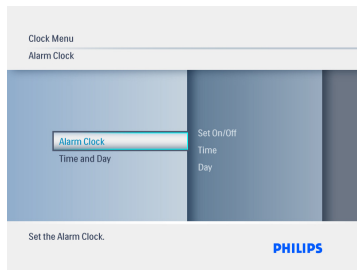 Clock Menu
Alarm Clock
Alarm Clock
Time and Day
Set On/Off
Time
Day
Set the Alarm Clock.
PHILIPS